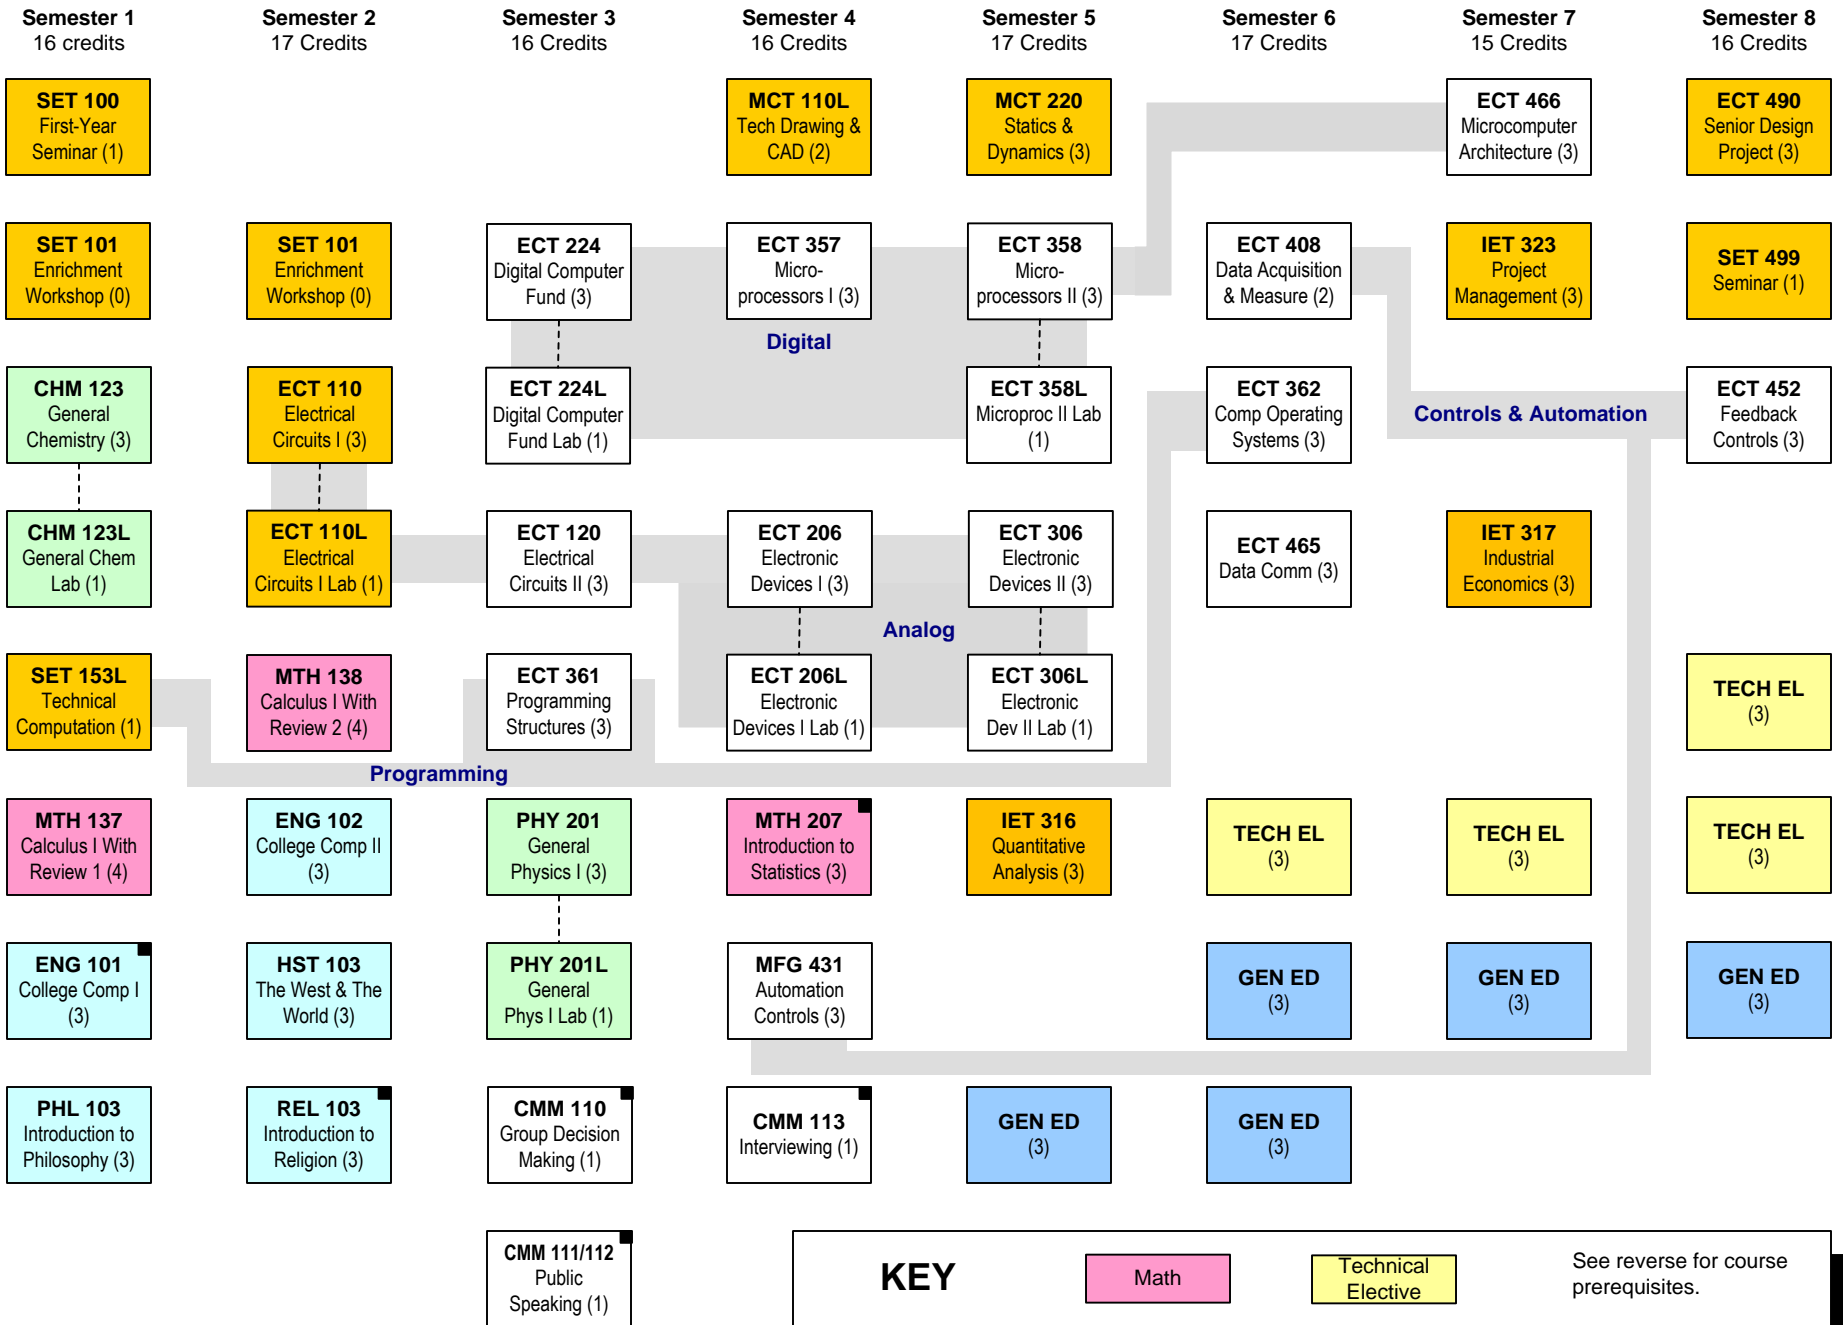 Semester 1
16 credits
Semester 2
17 Credits
Semester 3
16 Credits
Semester 4
16 Credits
Semester 5
17 Credits
Semester 6
17 Credits
Semester 7
15 Credits
Semester 8
16 Credits
SET 100
First-Year
Seminar (1)
MCT 110L
Tech Drawing &
CAD (2)
MCT 220
Statics &
Dynamics (3)
ECT 466
Microcomputer
Architecture (3)
ECT 490
Senior Design
Project (3)
SET 101
Enrichment
Workshop (0)
SET 101
Enrichment
Workshop (0)
ECT 224
Digital Computer
Fund (3)
ECT 357
Micro-
processors I (3)
ECT 358
Micro-
processors II (3)
ECT 408
Data Acquisition
& Measure (2)
IET 323
Project
Management (3)
SET 499
Seminar (1)
Digital
CHM 123
General
Chemistry (3)
ECT 110
Electrical
Circuits I (3)
ECT 224L
Digital Computer
Fund Lab (1)
ECT 358L
Microproc II Lab
(1)
ECT 362
Comp Operating
Systems (3)
Controls & Automation
ECT 452
Feedback
Controls (3)
CHM 123L
General Chem
Lab (1)
ECT 110L
Electrical
Circuits I Lab (1)
ECT 120
Electrical
Circuits II (3)
ECT 206
Electronic
Devices I (3)
ECT 306
Electronic
Devices II (3)
ECT 465
Data Comm (3)
IET 317
Industrial
Economics (3)
Analog
SET 153L
Technical
Computation (1)
MTH 138
Calculus I With
Review 2 (4)
ECT 361
Programming
Structures (3)
ECT 206L
Electronic
Devices I Lab (1)
ECT 306L
Electronic
Dev II Lab (1)
TECH EL
(3)
Programming
MTH 137
Calculus I With
Review 1 (4)
ENG 102
College Comp II
(3)
PHY 201
General
Physics I (3)
MTH 207
Introduction to
Statistics (3)
IET 316
Quantitative
Analysis (3)
TECH EL
(3)
TECH EL
(3)
TECH EL
(3)
ENG 101
College Comp I
(3)
HST 103
The West & The
World (3)
PHY 201L
General
Phys I Lab (1)
MFG 431
Automation
Controls (3)
GEN ED
(3)
GEN ED
(3)
GEN ED
(3)
PHL 103
Introduction to
Philosophy (3)
REL 103
Introduction to
Religion (3)
CMM 110
Group Decision
Making (1)
CMM 113
Interviewing (1)
GEN ED
(3)
GEN ED
(3)
CMM 111/112
Public
Speaking (1)
KEY
Math
Technical
Elective
See reverse for course
prerequisites.